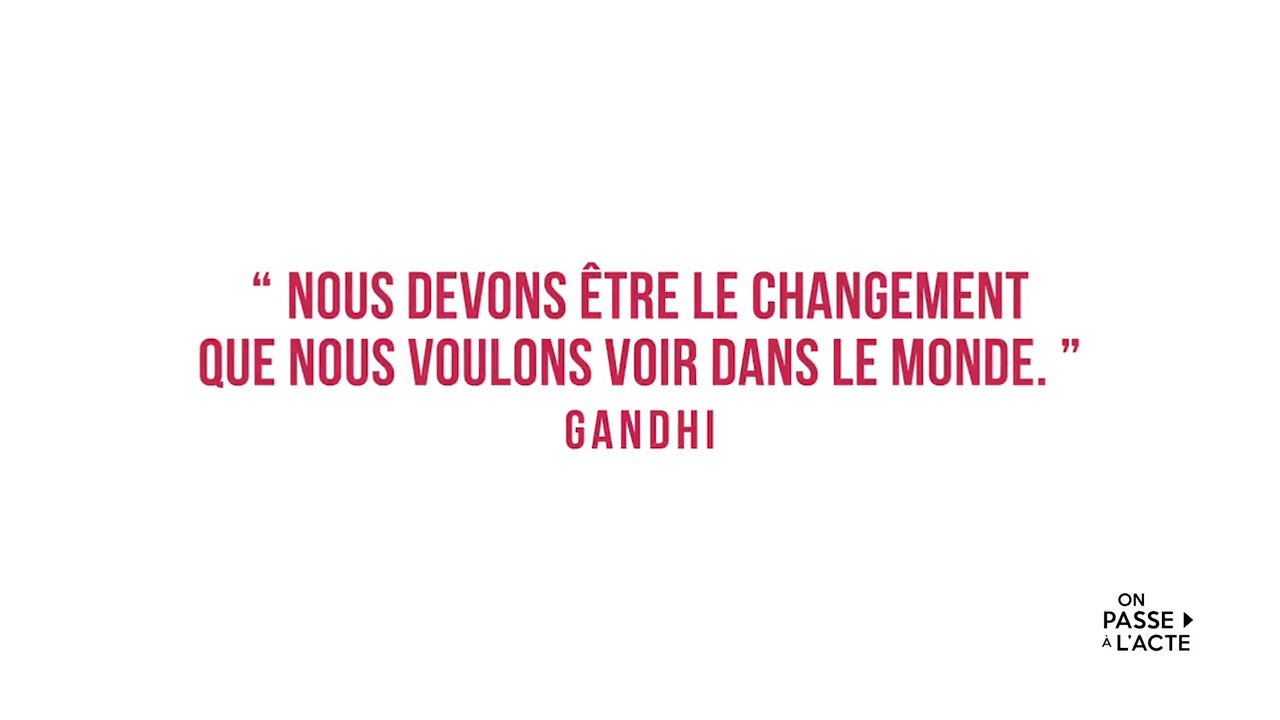 “ NOUS DEVONS ÊTRE LE CHANGEMENT
QUE NOUS VOULONS VOIR DANS LE MONDE. ”
GANDHI
ON
PASSE
À L'ACTE